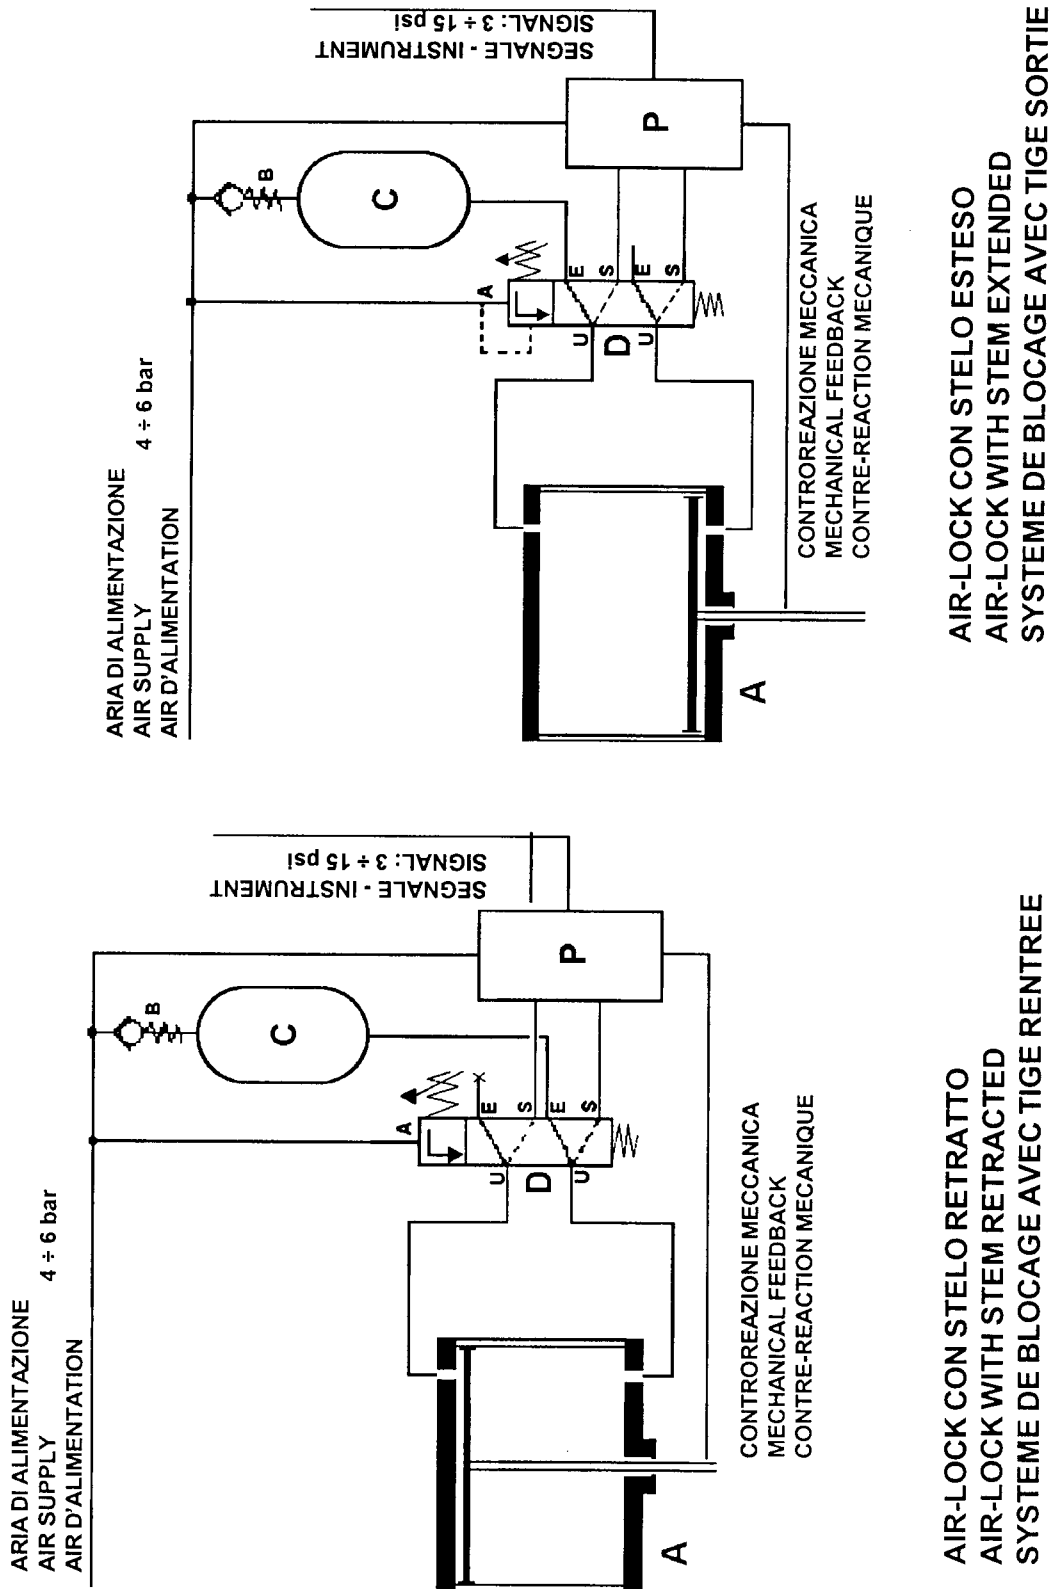 ARIA DI ALIMENTAZIONE
AIR SUPPLY
AIR D'ALIMENTATION
4 ÷ 6 bar
B
C
A
E
S
E
S
U
D
U
P
SEGNALE - INSTRUMENT
SIGNAL: 3 ÷ 15 psi
A
CONTROREAZIONE MECCANICA
MECHANICAL FEEDBACK
CONTRE-REACTION MECANIQUE
AIR-LOCK CON STELO RETRATTO
AIR-LOCK WITH STEM RETRACTED
SYSTEME DE BLOCAGE AVEC TIGE RENTREE
ARIA DI ALIMENTAZIONE
AIR SUPPLY
AIR D'ALIMENTATION
4 ÷ 6 bar
B
C
A
E
S
E
S
U
D
U
P
SEGNALE - INSTRUMENT
SIGNAL: 3 ÷ 15 psi
A
CONTROREAZIONE MECCANICA
MECHANICAL FEEDBACK
CONTRE-REACTION MECANIQUE
AIR-LOCK CON STELO ESTESO
AIR-LOCK WITH STEM EXTENDED
SYSTEME DE BLOCAGE AVEC TIGE SORTIE